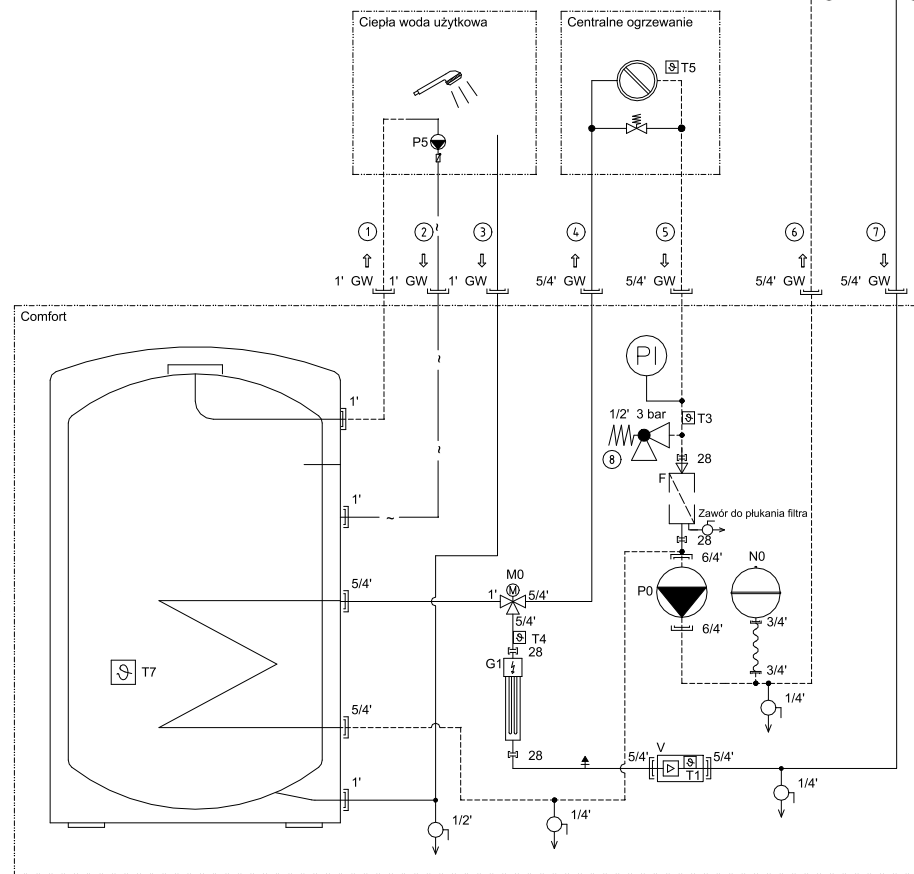 Ciepła woda użytkowa
Centralne ogrzewanie
ϑ T5
P5
1 2 3 4 5 6 7
1' GW 1' GW 1' GW 5/4' GW 5/4' GW 5/4' GW 5/4' GW
Comfort
PI
1'
1/2' 3 bar
ϑ T3
8
28
F
Zawór do płukania filtra
1'
28
6/4'
N0
M0
M
5/4'
1' 5/4'
P0
5/4'
3/4'
6/4'
ϑ T4
28
G1
ϑ T7
3/4'
1/4'
5/4'
28
5/4' V 5/4'
ϑ
T1
1/4'
1'
1/2'
1/4'